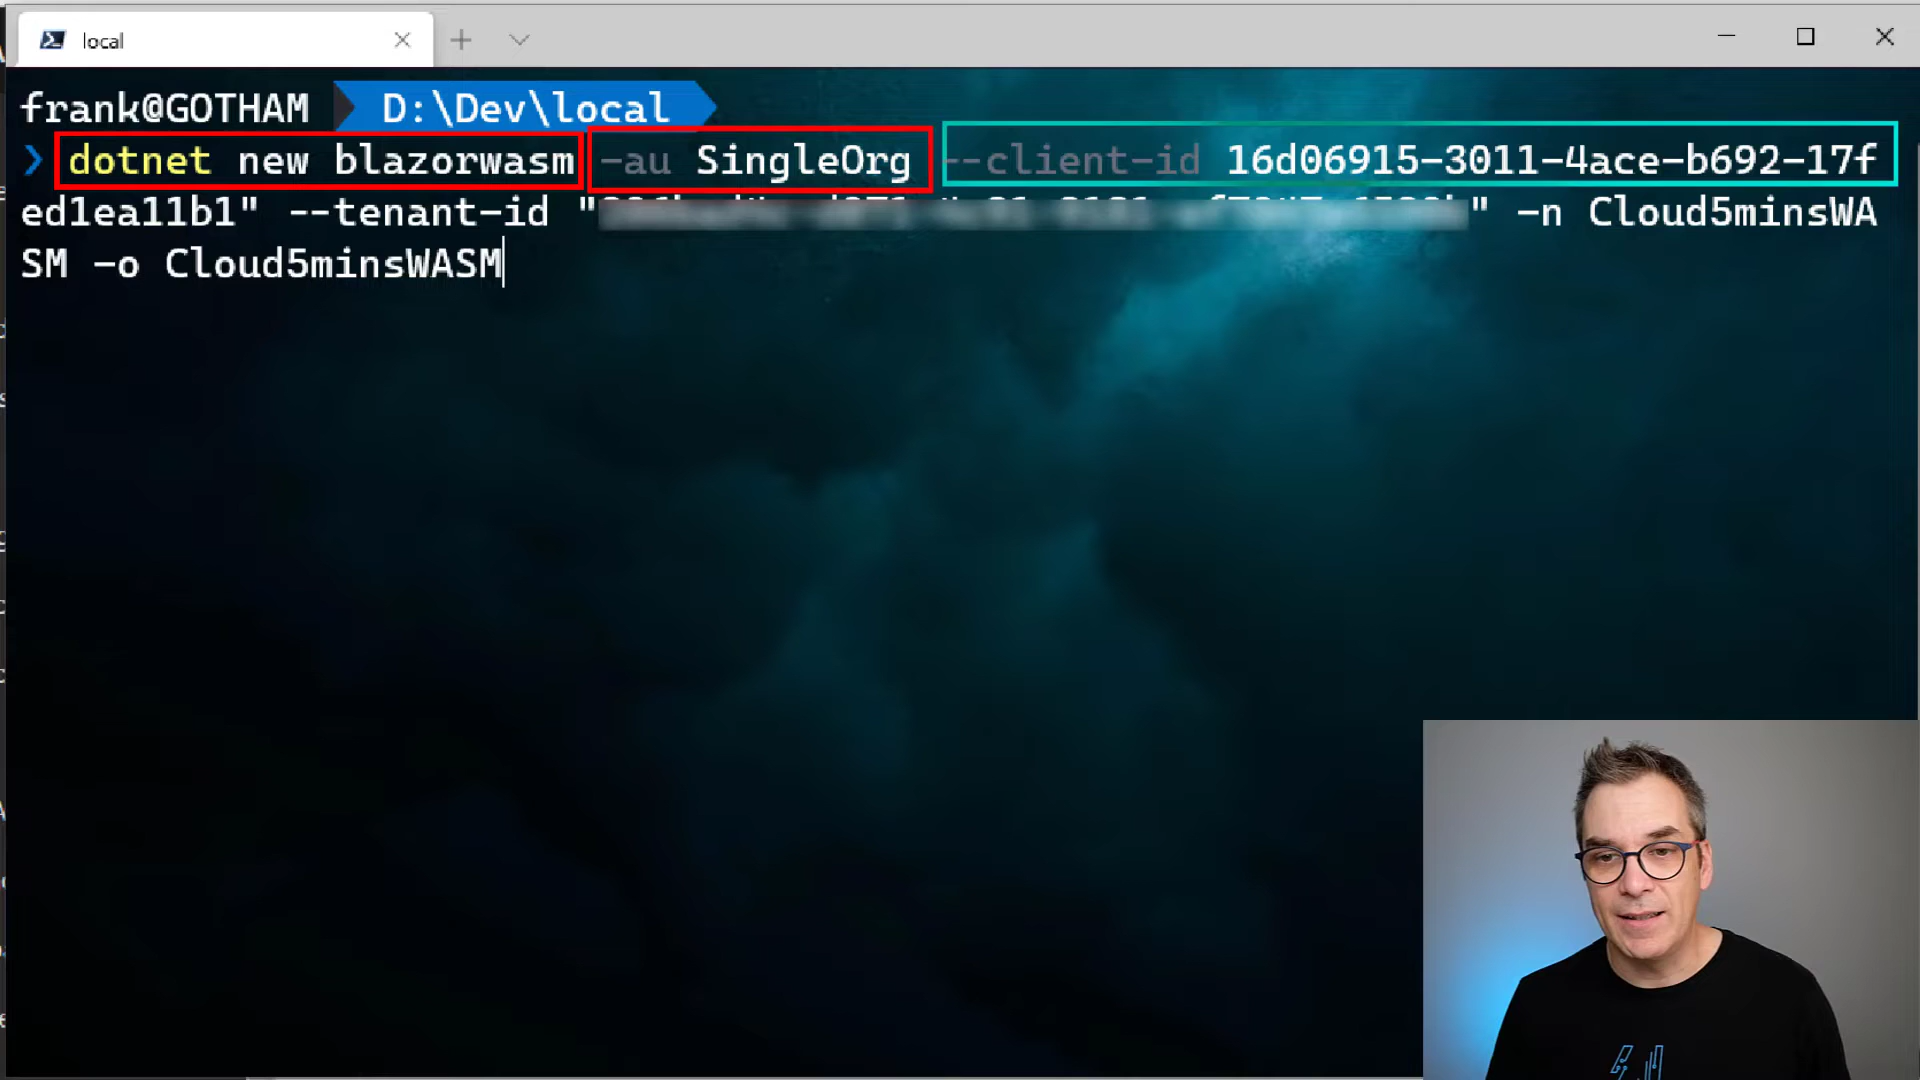 local
frank@GOTHAM D:\Dev\local
❯ dotnet new blazorwasm -au SingleOrg --client-id 16d06915-3011-4ace-b692-17f
ed1ea11b1" --tenant-id "" -n Cloud5minsWA
SM -o Cloud5minsWASM